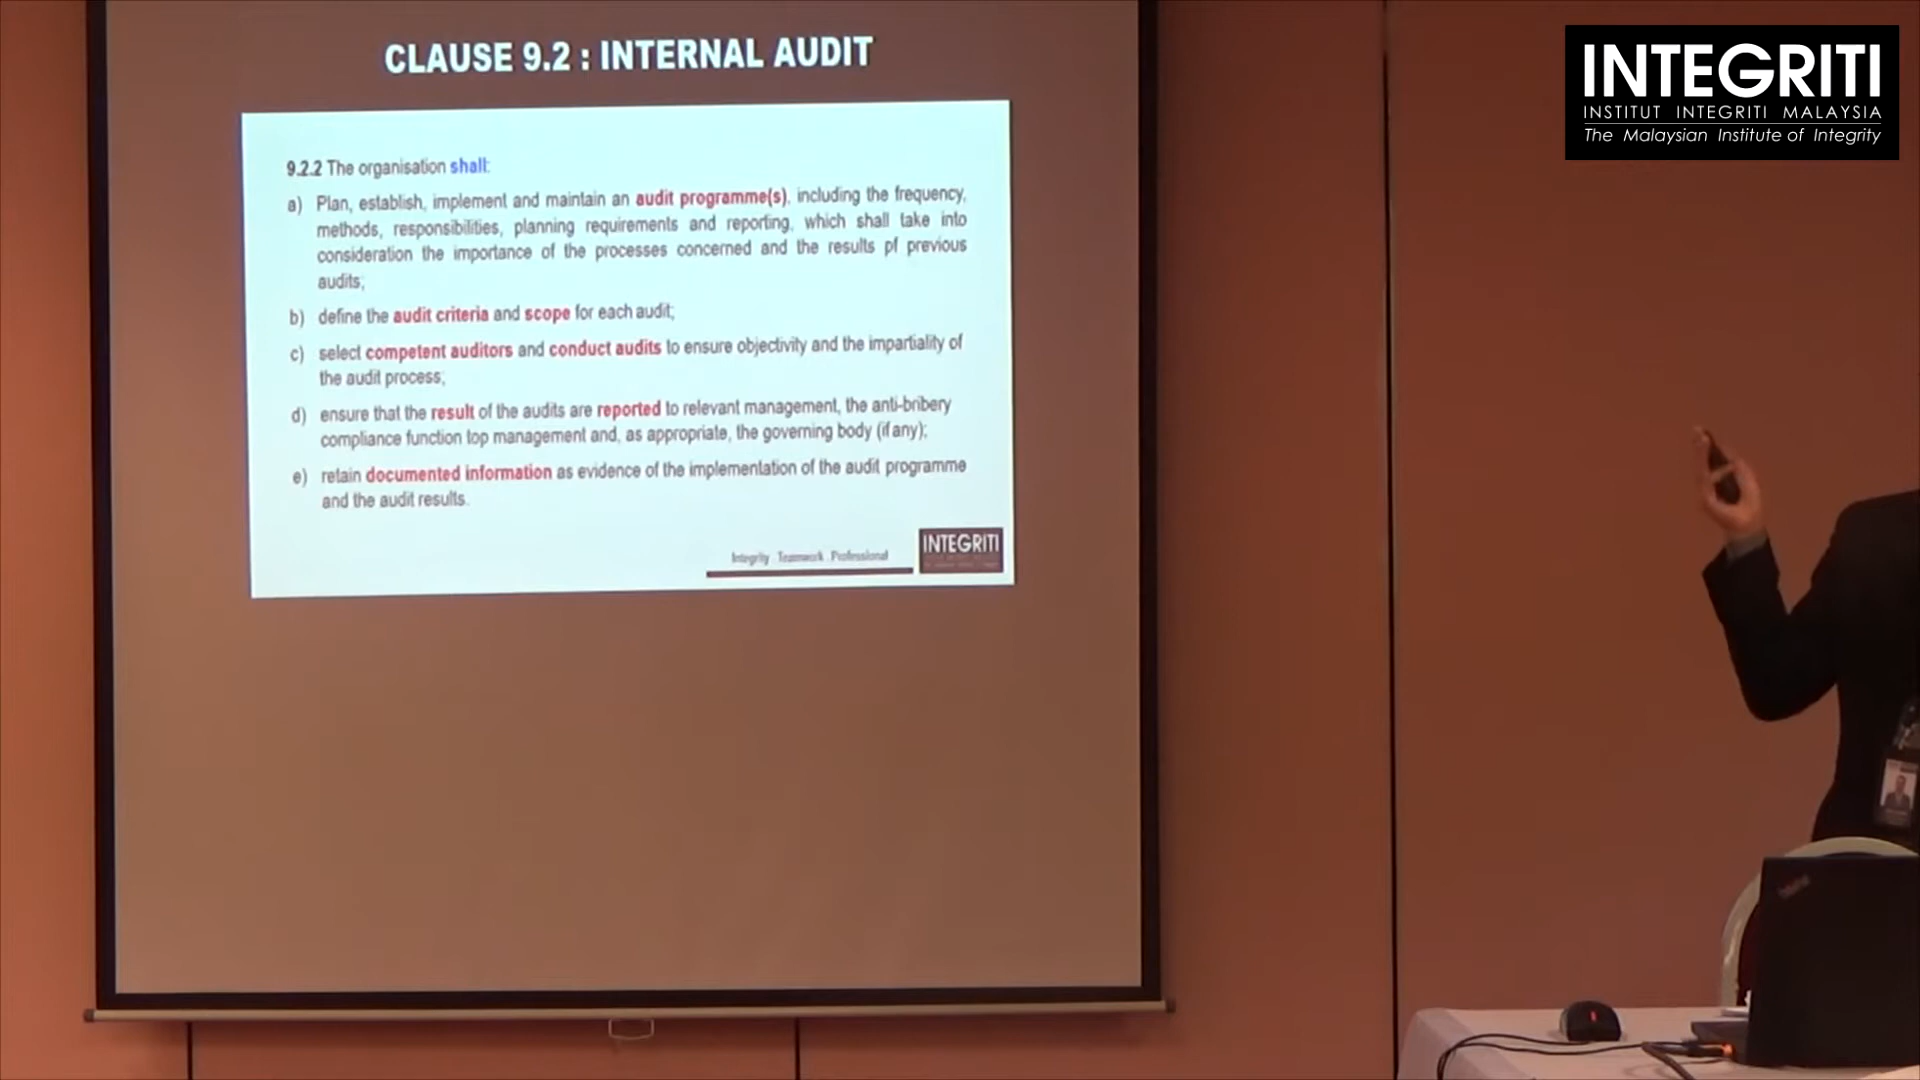 CLAUSE 9.2 : INTERNAL AUDIT
9.2.2 The organisation shall:
a) Plan, establish, implement and maintain an audit programme(s), including the frequency,
methods, responsibilities, planning requirements and reporting, which shall take into
consideration the importance of the processes concerned and the results pf previous
audits;
b) define the audit criteria and scope for each audit;
c) select competent auditors and conduct audits to ensure objectivity and the impartiality of
the audit process;
d) ensure that the result of the audits are reported to relevant management, the anti-bribery
compliance function top management and, as appropriate, the governing body (if any);
e) retain documented information as evidence of the implementation of the audit programme
and the audit results.
Integrity Teamwork Professional
INTEGRITI
INTEGRITI
INSTITUT INTEGRITI MALAYSIA
The Malaysian Institute of Integrity